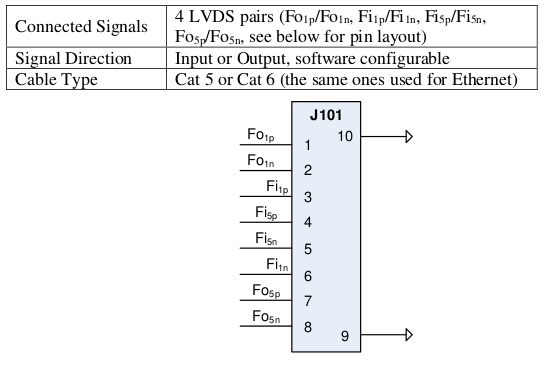 Connected Signals
4 LVDS pairs (Fo1p/Fo1n, Fi1p/Fi1n, Fi5p/Fi5n,
Fo5p/Fo5n, see below for pin layout)
Signal Direction
Input or Output, software configurable
Cable Type
Cat 5 or Cat 6 (the same ones used for Ethernet)
J101
Fo1p
1
10
Fo1n
2
Fi1p
3
Fi5p
4
Fi5n
5
Fi1n
6
Fo5p
7
Fo5n
8
9